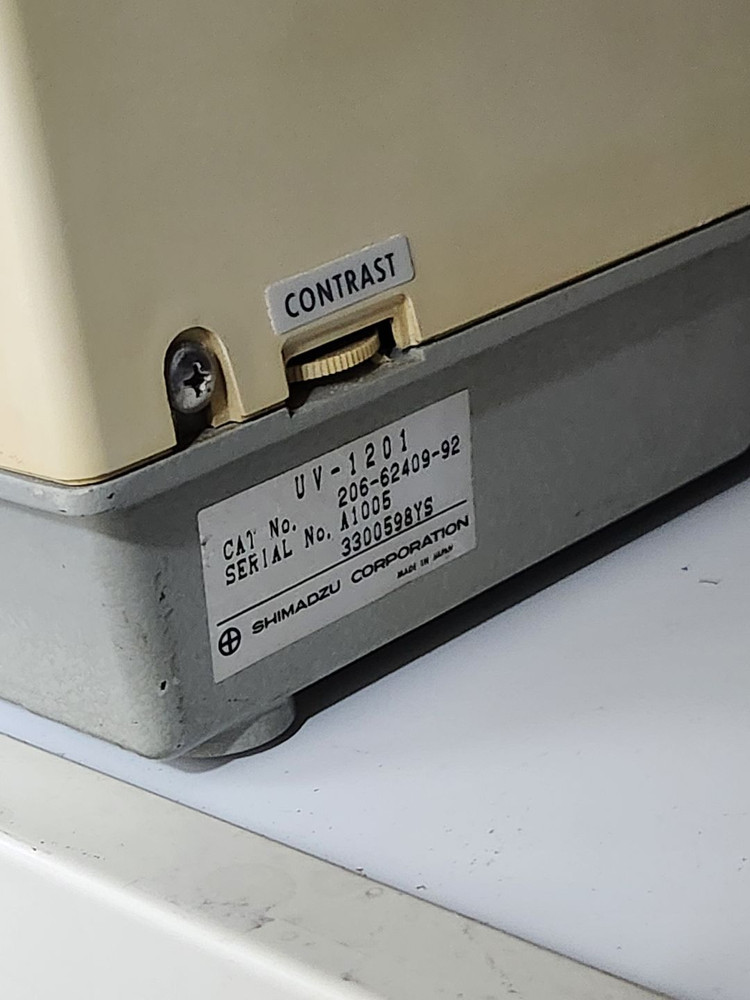 CONTRAST
UV-1201
CAT No. 206-62409-92
SERIAL No. A1005
3300598YS
SHIMADZU CORPORATION
MADE IN JAPAN